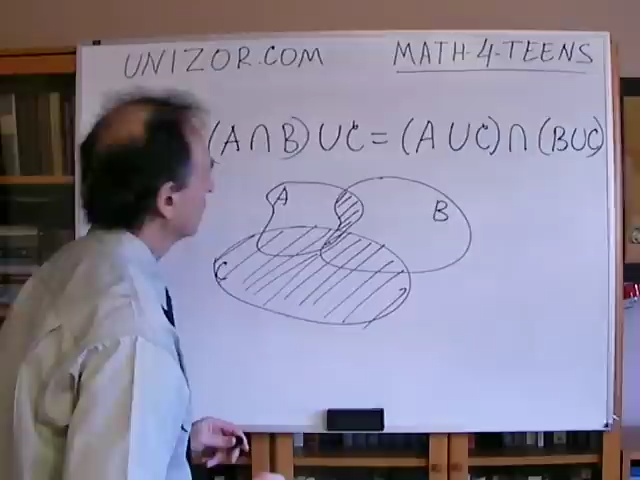 UNIZOR.COM MATH-4-TEENS
(A∩B)∪C=(A∪C)∩(B∪C)
A
B
C